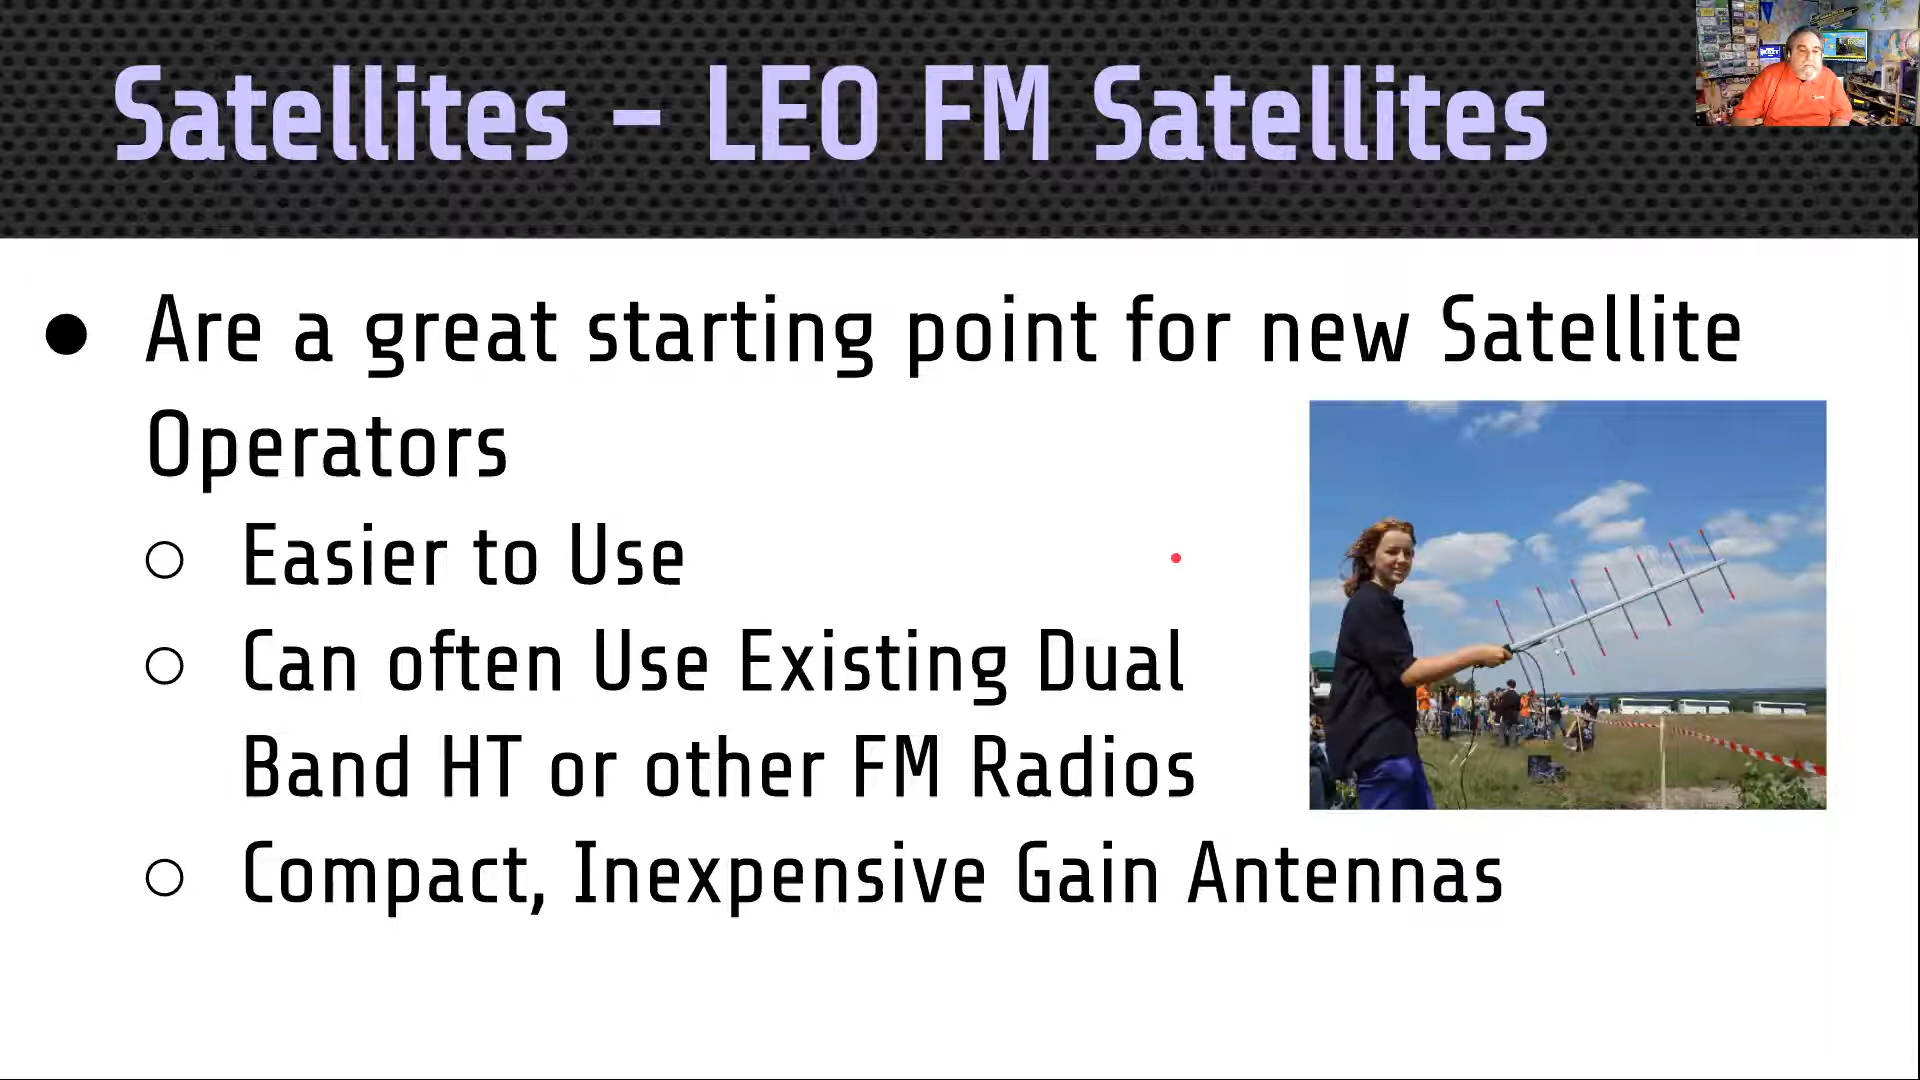 Satellites – LEO FM Satellites
● Are a great starting point for new Satellite
Operators
○ Easier to Use
○ Can often Use Existing Dual
Band HT or other FM Radios
○ Compact, Inexpensive Gain Antennas